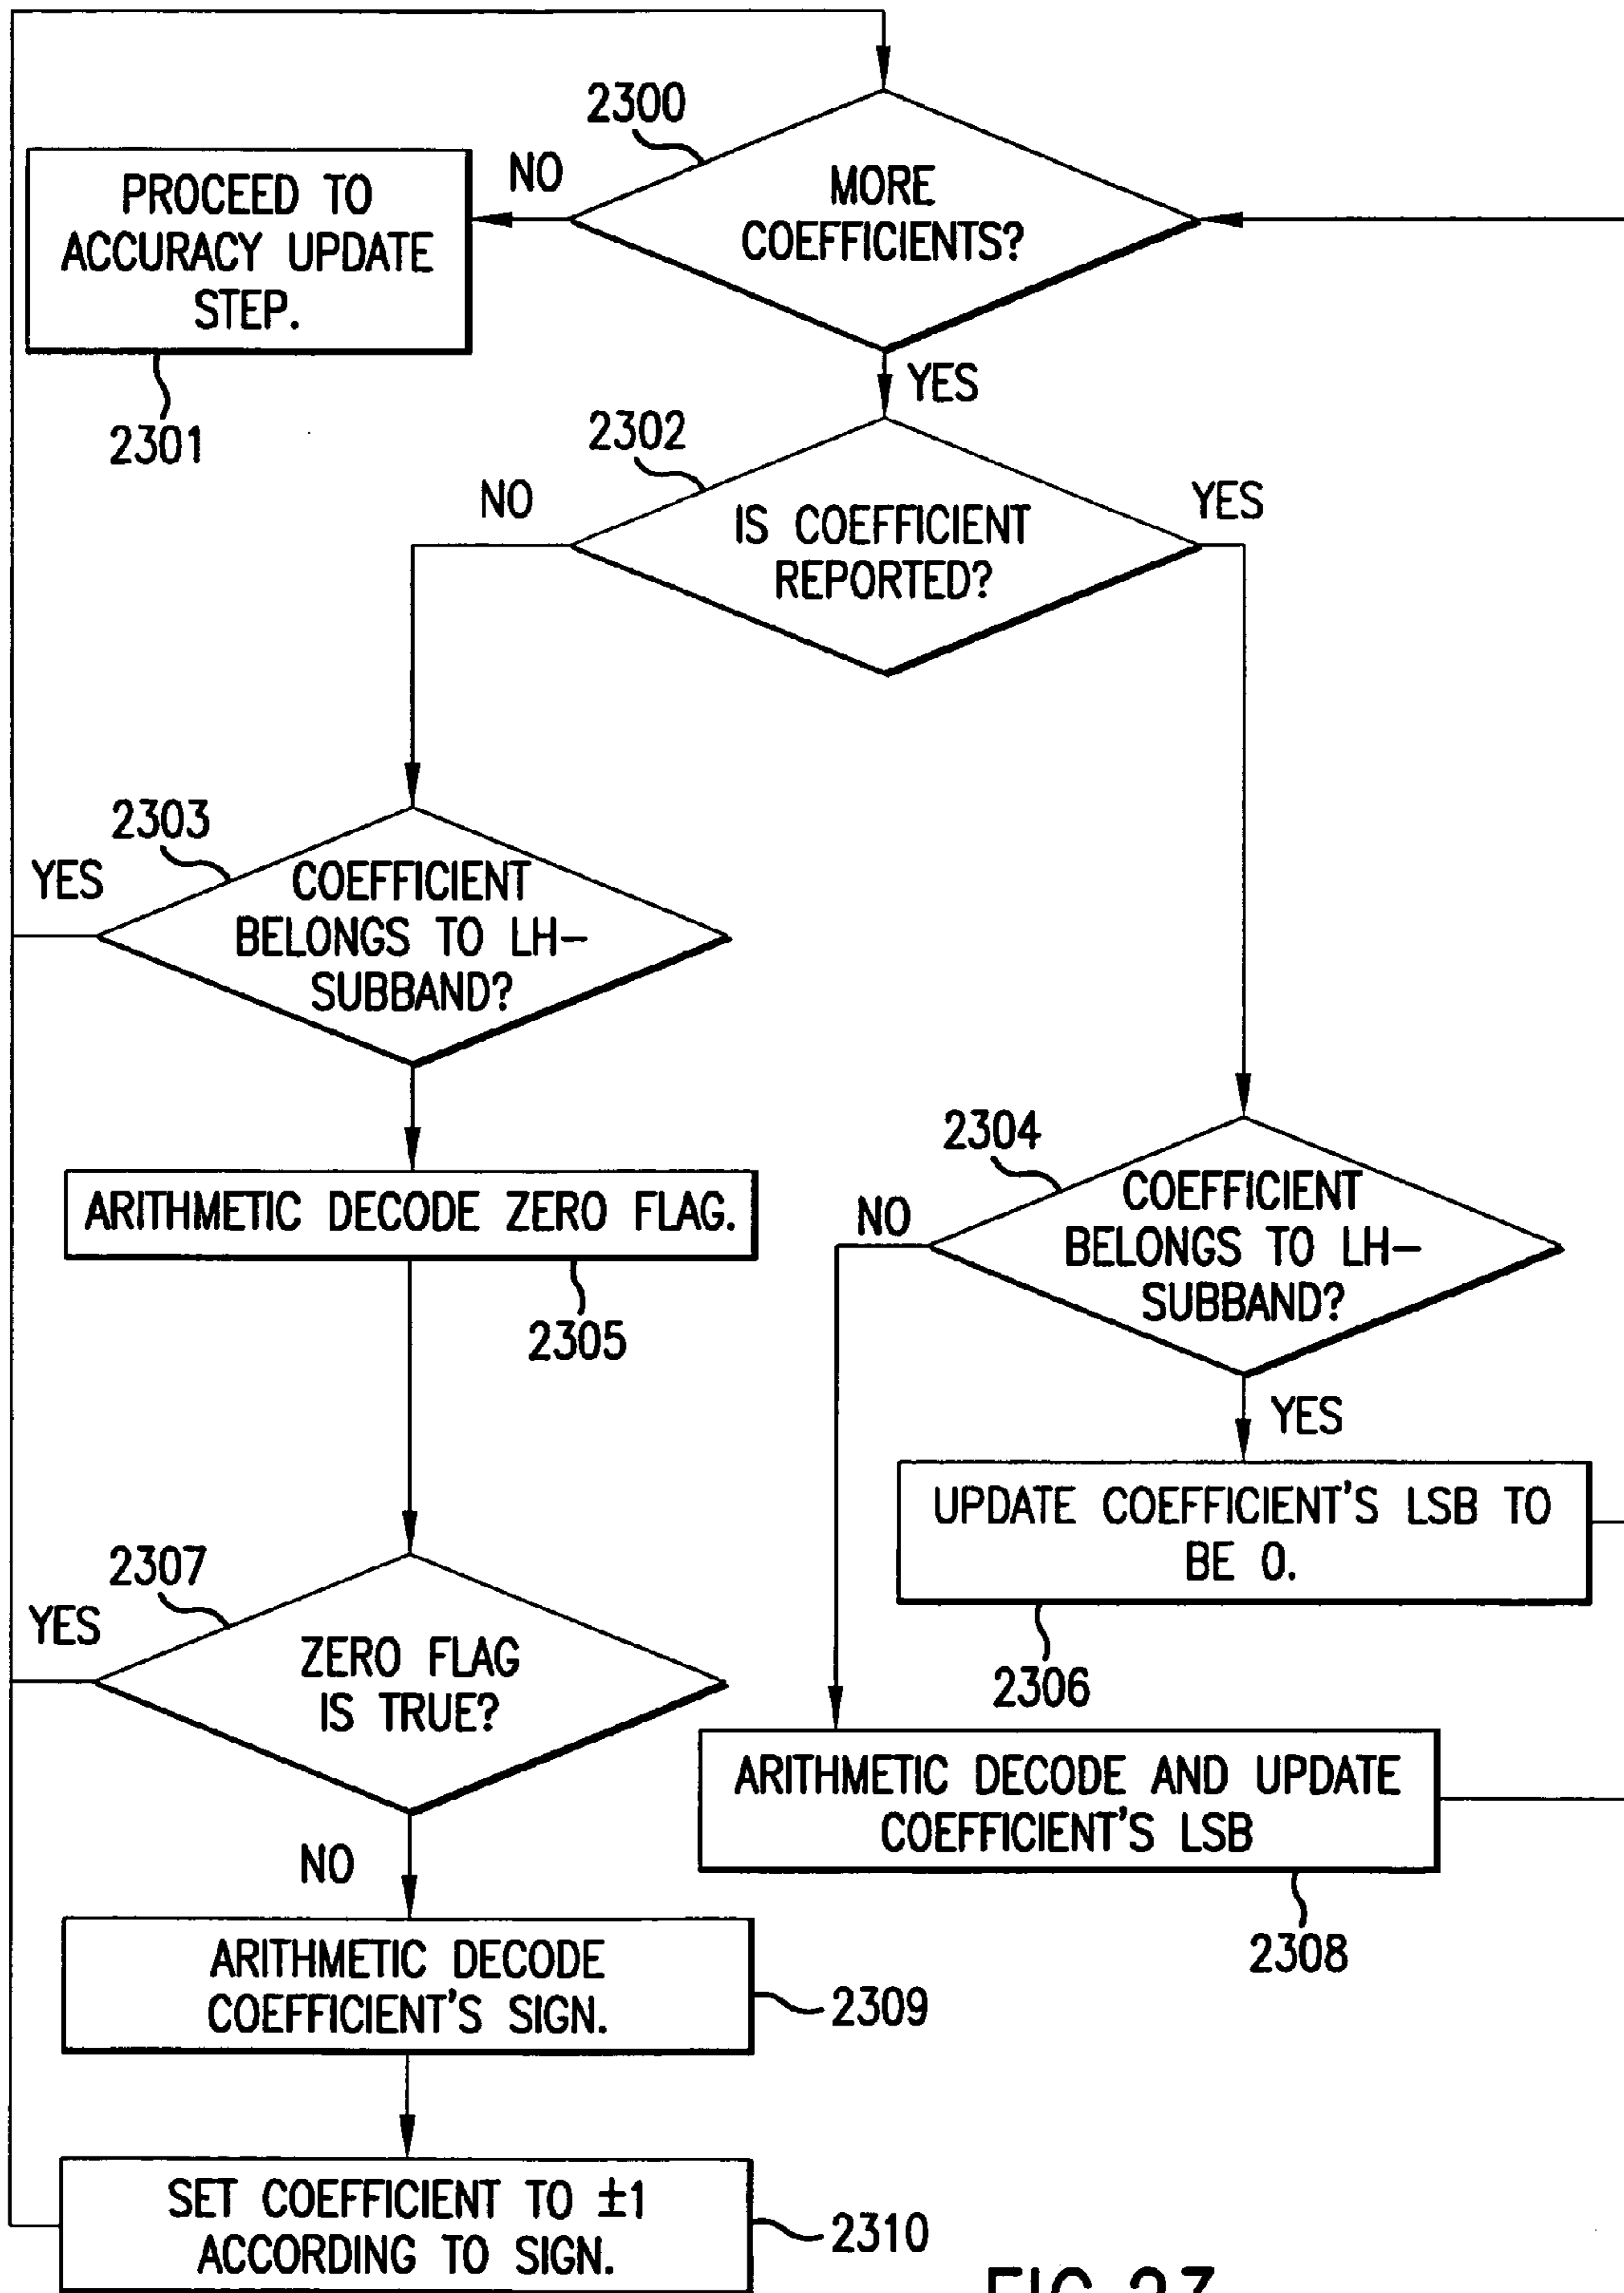 2300
MORE
COEFFICIENTS?
NO
PROCEED TO
ACCURACY UPDATE
STEP.
2301
YES
2302
NO
IS COEFFICIENT
REPORTED?
YES
2303
YES
COEFFICIENT
BELONGS TO LH-
SUBBAND?
2304
NO
COEFFICIENT
BELONGS TO LH-
SUBBAND?
ARITHMETIC DECODE ZERO FLAG.
2305
YES
UPDATE COEFFICIENT'S LSB TO
BE 0.
2306
2307
YES
ZERO FLAG
IS TRUE?
NO
ARITHMETIC DECODE AND UPDATE
COEFFICIENT'S LSB
2308
ARITHMETIC DECODE
COEFFICIENT'S SIGN.
2309
SET COEFFICIENT TO ±1
ACCORDING TO SIGN.
2310
FIG.23